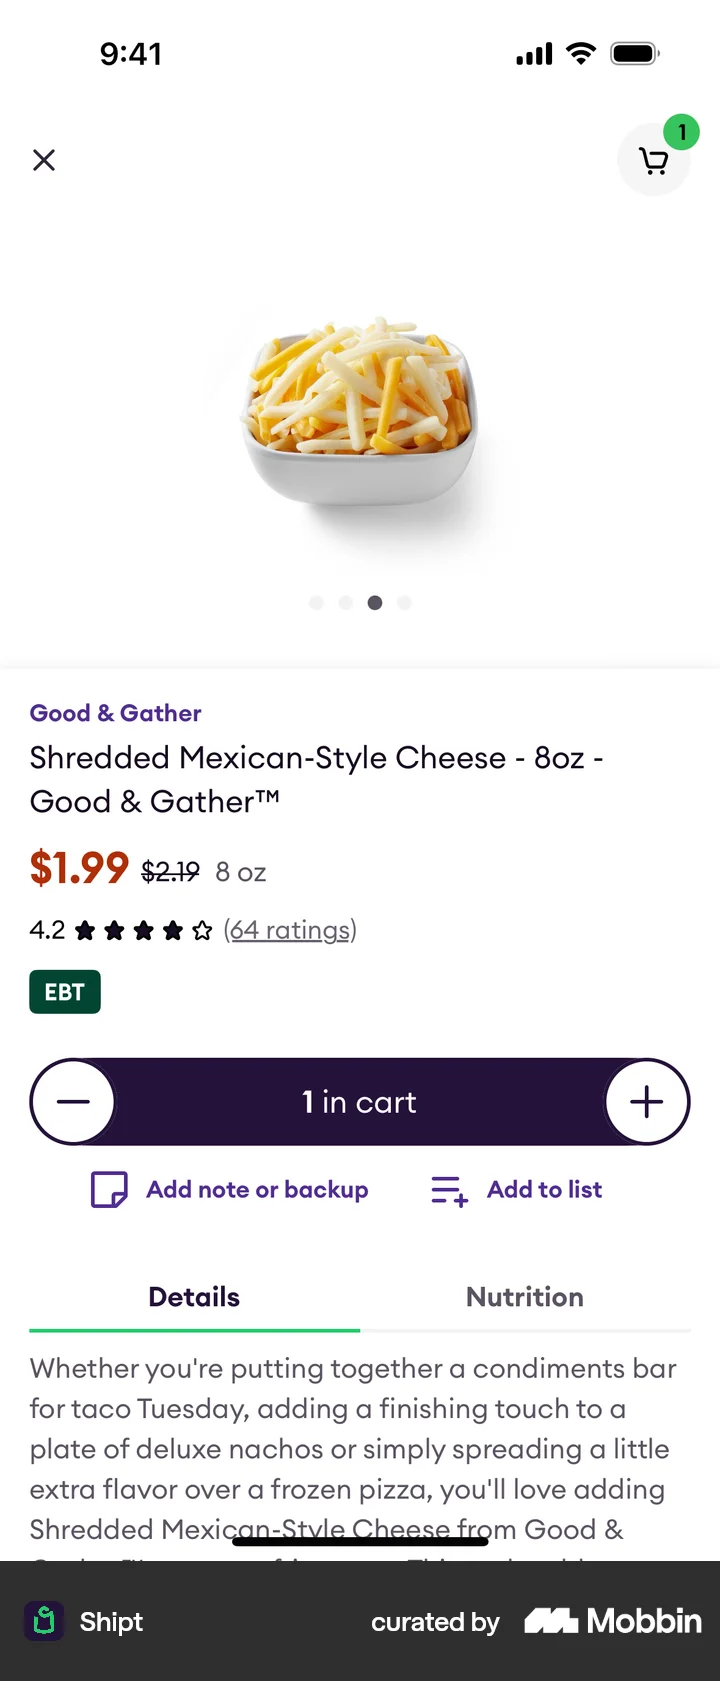 9:41
1
Good & Gather
Shredded Mexican-Style Cheese - 8oz -
Good & Gather™
$1.99 $2.19 8 oz
4.2 (64 ratings)
EBT
1 in cart
Add note or backup
Add to list
Details
Nutrition
Whether you're putting together a condiments bar
for taco Tuesday, adding a finishing touch to a
plate of deluxe nachos or simply spreading a little
extra flavor over a frozen pizza, you'll love adding
Shredded Mexican-Style Cheese from Good &
Shipt
curated by Mobbin